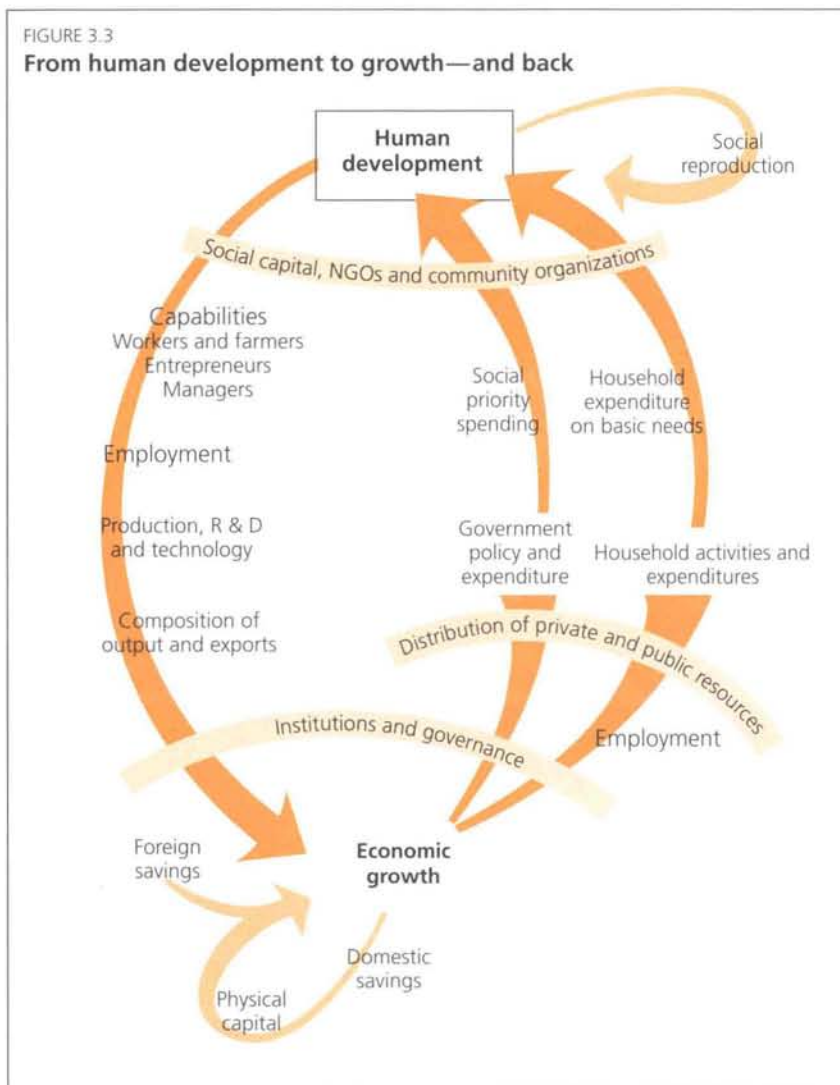 FIGURE 3.3
From human development to growth—and back
Human
development
Social
reproduction
Social capital, NGOs and community organizations
Capabilities
Workers and farmers
Entrepreneurs
Managers
Employment
Production, R & D
and technology
Composition of
output and exports
Social
priority
spending
Household
expenditure
on basic needs
Government
policy and
expenditure
Household activities and
expenditures
Distribution of private and public resources
Institutions and governance
Employment
Foreign
savings
Economic
growth
Domestic
savings
Physical
capital